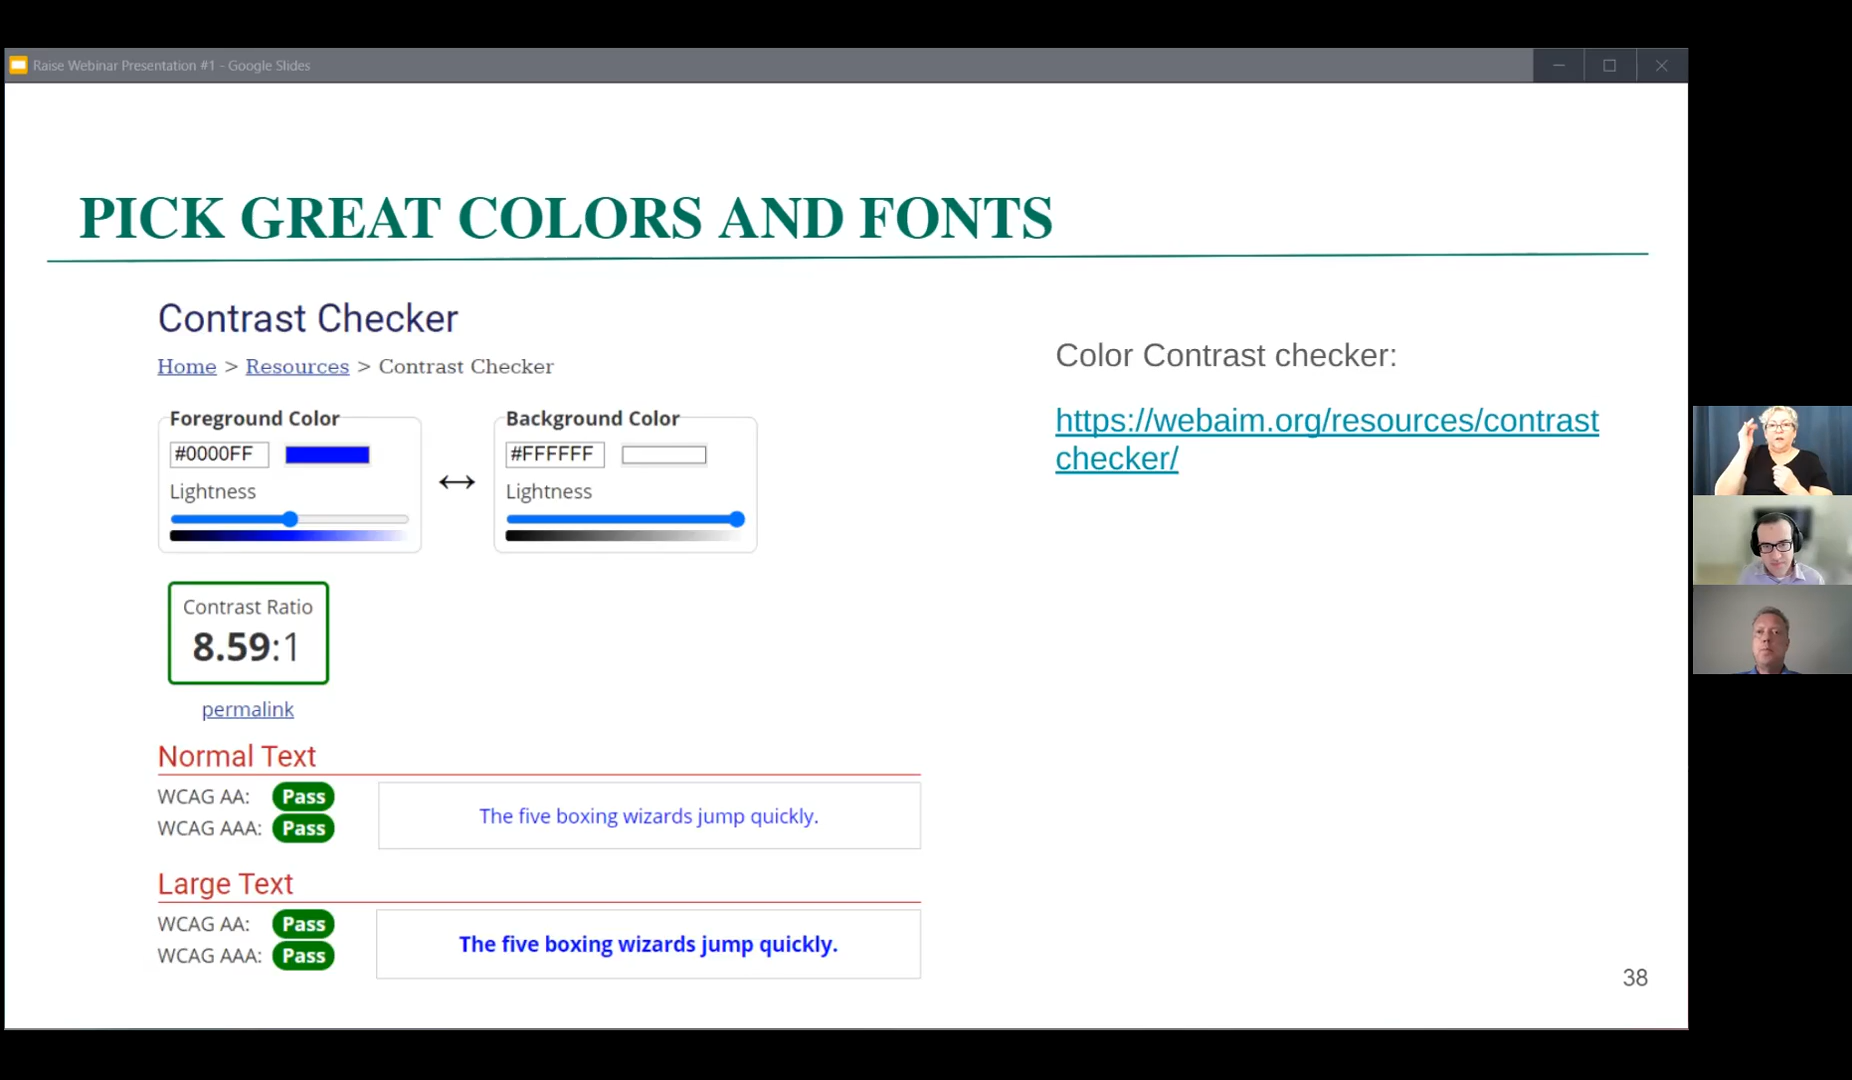 Raise Webinar Presentation #1 - Google Slides
PICK GREAT COLORS AND FONTS
Contrast Checker
Home > Resources > Contrast Checker
Foreground Color
#0000FF
Lightness
Background Color
#FFFFFF
Lightness
Contrast Ratio
8.59:1
permalink
Normal Text
WCAG AA: Pass
WCAG AAA: Pass
The five boxing wizards jump quickly.
Large Text
WCAG AA: Pass
WCAG AAA: Pass
The five boxing wizards jump quickly.
Color Contrast checker:
https://webaim.org/resources/contrast
checker/
38